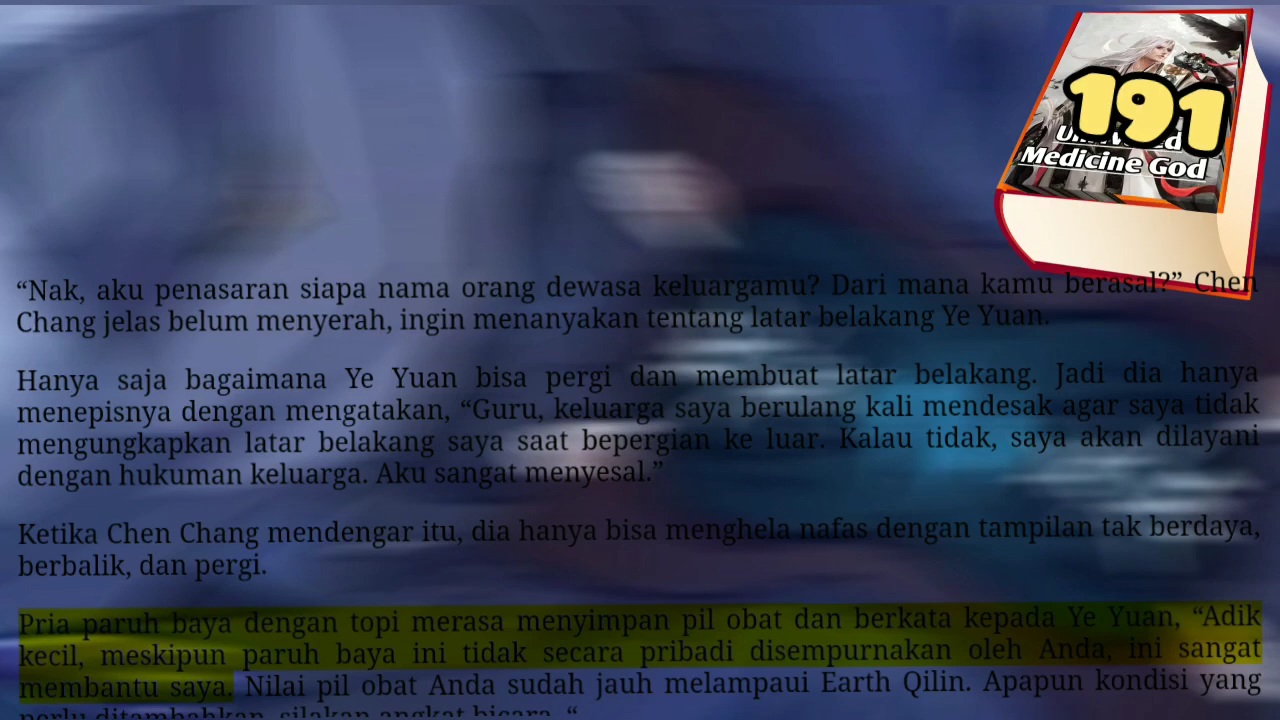 191
Medicine God
“Nak, aku penasaran siapa nama orang dewasa keluargamu? Dari mana kamu berasal?” Chen
Chang jelas belum menyerah, ingin menanyakan tentang latar belakang Ye Yuan.
Hanya saja bagaimana Ye Yuan bisa pergi dan membuat latar belakang. Jadi dia hanya
menepisnya dengan mengatakan, “Guru, keluarga saya berulang kali mendesak agar saya tidak
mengungkapkan latar belakang saya saat bepergian ke luar. Kalau tidak, saya akan dilayani
dengan hukuman keluarga. Aku sangat menyesal.”
Ketika Chen Chang mendengar itu, dia hanya bisa menghela nafas dengan tampilan tak berdaya,
berbalik, dan pergi.
Pria paruh baya dengan topi merasa menyimpan pil obat dan berkata kepada Ye Yuan, “Adik
kecil, meskipun paruh baya ini tidak secara pribadi disempurnakan oleh Anda, ini sangat
membantu saya. Nilai pil obat Anda sudah jauh melampaui Earth Qilin. Apapun kondisi yang
perlu ditambahkan, silakan angkat bicara. “